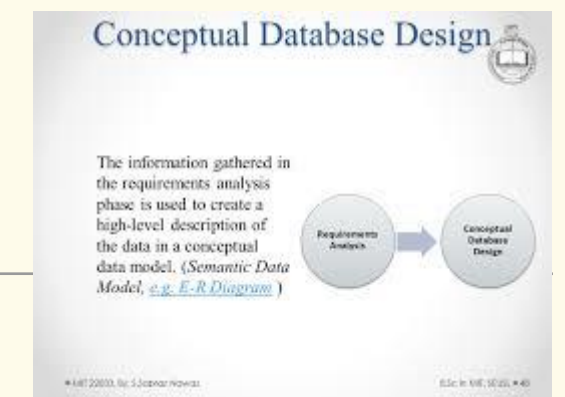 Conceptual Database Design
The information gathered in
the requirements analysis
phase is used to create a
high-level description of
the data in a conceptual
data model. (Semantic Data
Model, e.g. E-R Diagram )
Requirements
Analysis
Conceptual
Database
Design